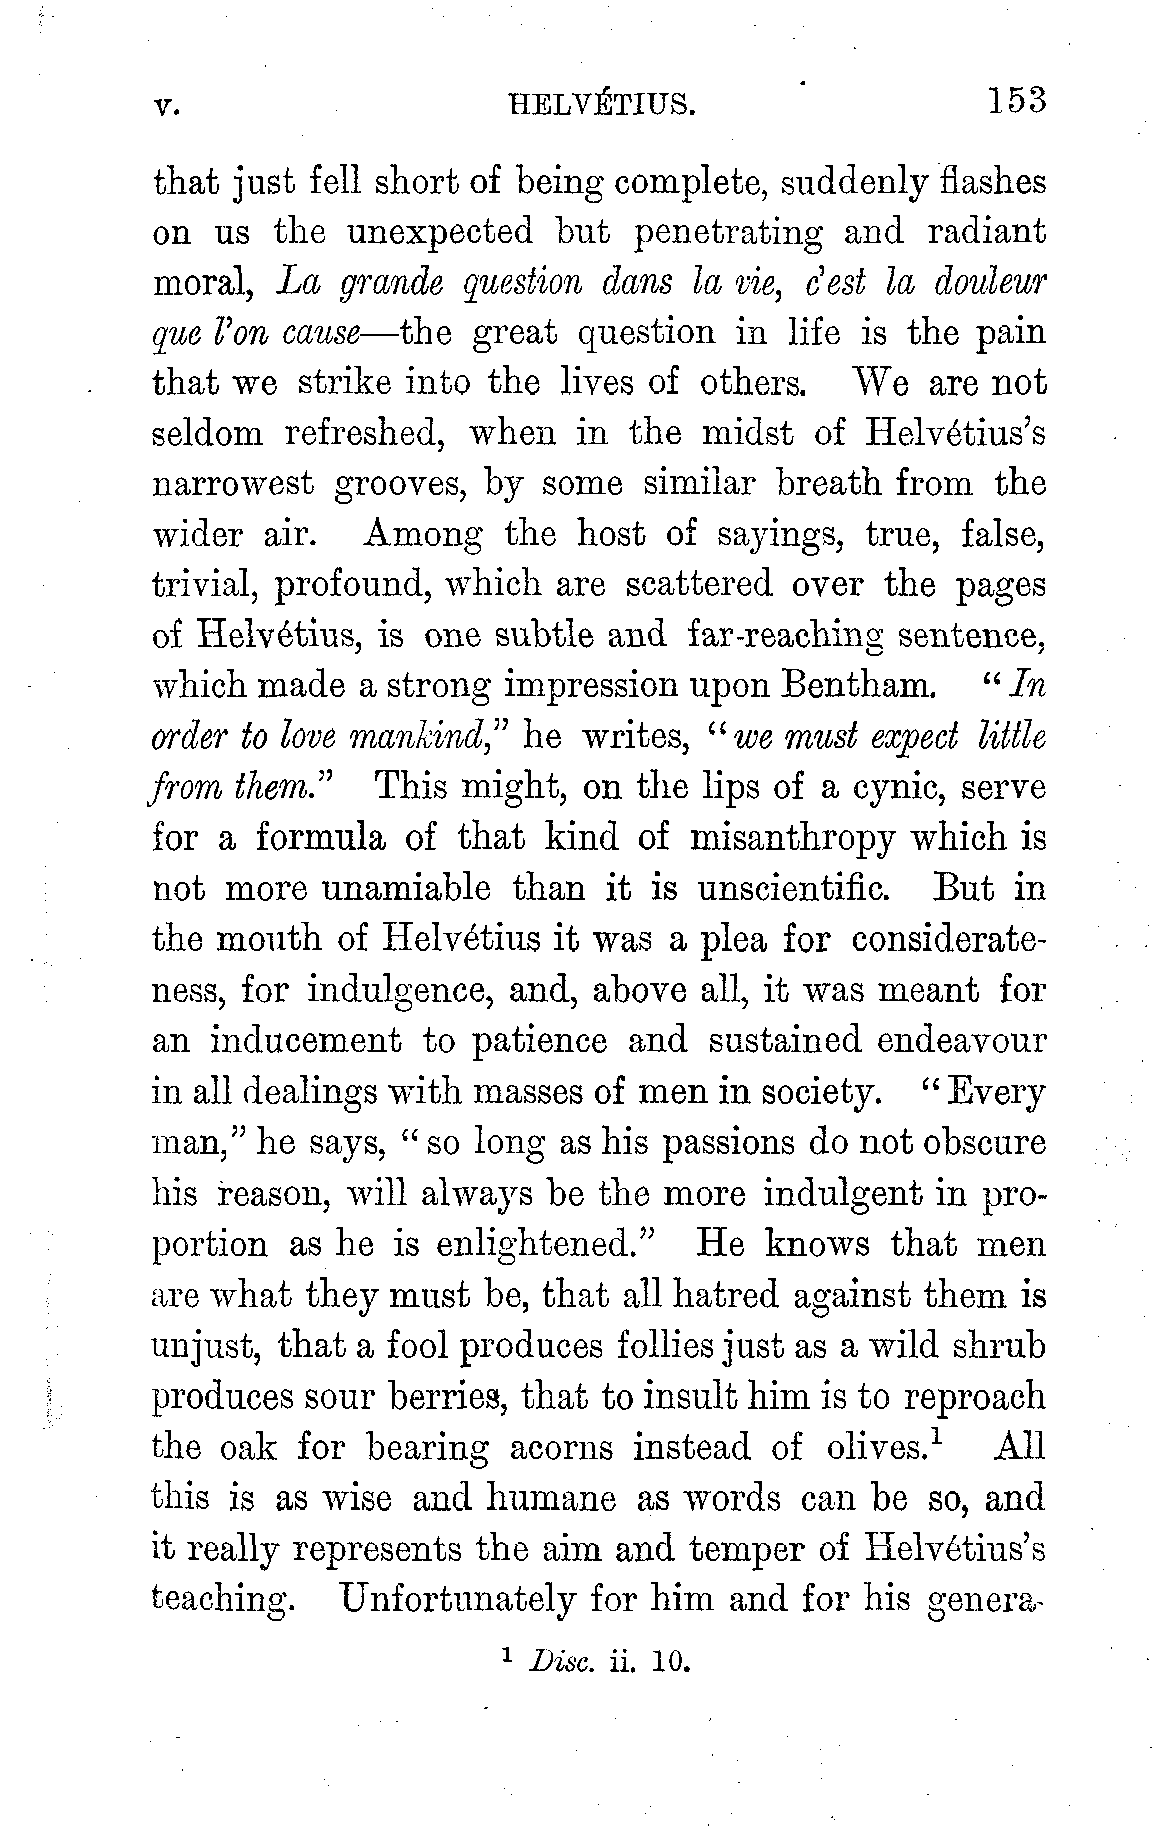 v. HELVÉTIUS. 153
that just fell short of being complete, suddenly flashes
on us the unexpected but penetrating and radiant
moral, La grande question dans la vie, c'est la douleur
que l'on cause—the great question in life is the pain
that we strike into the lives of others. We are not
seldom refreshed, when in the midst of Helvétius's
narrowest grooves, by some similar breath from the
wider air. Among the host of sayings, true, false,
trivial, profound, which are scattered over the pages
of Helvétius, is one subtle and far-reaching sentence,
which made a strong impression upon Bentham. "In
order to love mankind," he writes, "we must expect little
from them." This might, on the lips of a cynic, serve
for a formula of that kind of misanthropy which is
not more unamiable than it is unscientific. But in
the mouth of Helvétius it was a plea for considerate-
ness, for indulgence, and, above all, it was meant for
an inducement to patience and sustained endeavour
in all dealings with masses of men in society. "Every
man," he says, "so long as his passions do not obscure
his reason, will always be the more indulgent in pro-
portion as he is enlightened." He knows that men
are what they must be, that all hatred against them is
unjust, that a fool produces follies just as a wild shrub
produces sour berries, that to insult him is to reproach
the oak for bearing acorns instead of olives.¹ All
this is as wise and humane as words can be so, and
it really represents the aim and temper of Helvétius's
teaching. Unfortunately for him and for his genera-
¹ Disc. ii. 10.